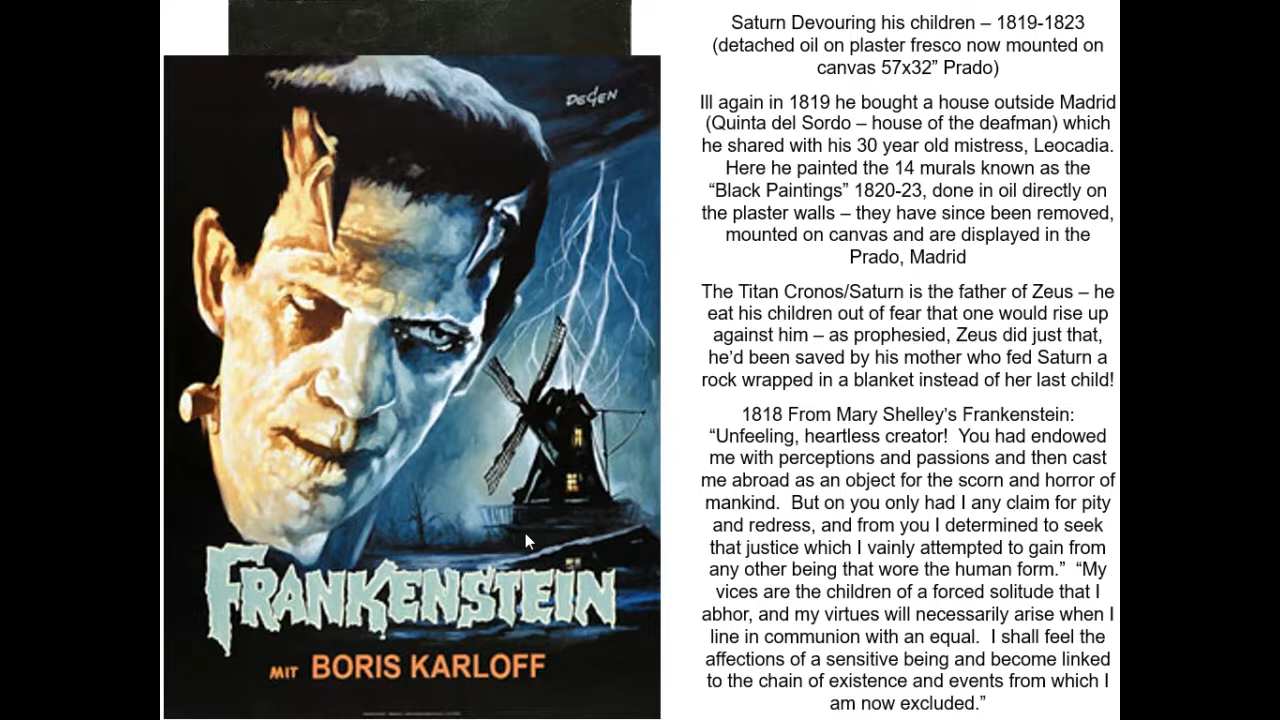 DEGEN
FRANKENSTEIN
MIT BORIS KARLOFF
Saturn Devouring his children – 1819-1823
(detached oil on plaster fresco now mounted on
canvas 57x32” Prado)
Ill again in 1819 he bought a house outside Madrid
(Quinta del Sordo – house of the deafman) which
he shared with his 30 year old mistress, Leocadia.
Here he painted the 14 murals known as the
“Black Paintings” 1820-23, done in oil directly on
the plaster walls – they have since been removed,
mounted on canvas and are displayed in the
Prado, Madrid
The Titan Cronos/Saturn is the father of Zeus – he
eat his children out of fear that one would rise up
against him – as prophesied, Zeus did just that,
he’d been saved by his mother who fed Saturn a
rock wrapped in a blanket instead of her last child!
1818 From Mary Shelley’s Frankenstein:
“Unfeeling, heartless creator!  You had endowed
me with perceptions and passions and then cast
me abroad as an object for the scorn and horror of
mankind.  But on you only had I any claim for pity
and redress, and from you I determined to seek
that justice which I vainly attempted to gain from
any other being that wore the human form.”  “My
vices are the children of a forced solitude that I
abhor, and my virtues will necessarily arise when I
line in communion with an equal.  I shall feel the
affections of a sensitive being and become linked
to the chain of existence and events from which I
am now excluded.”